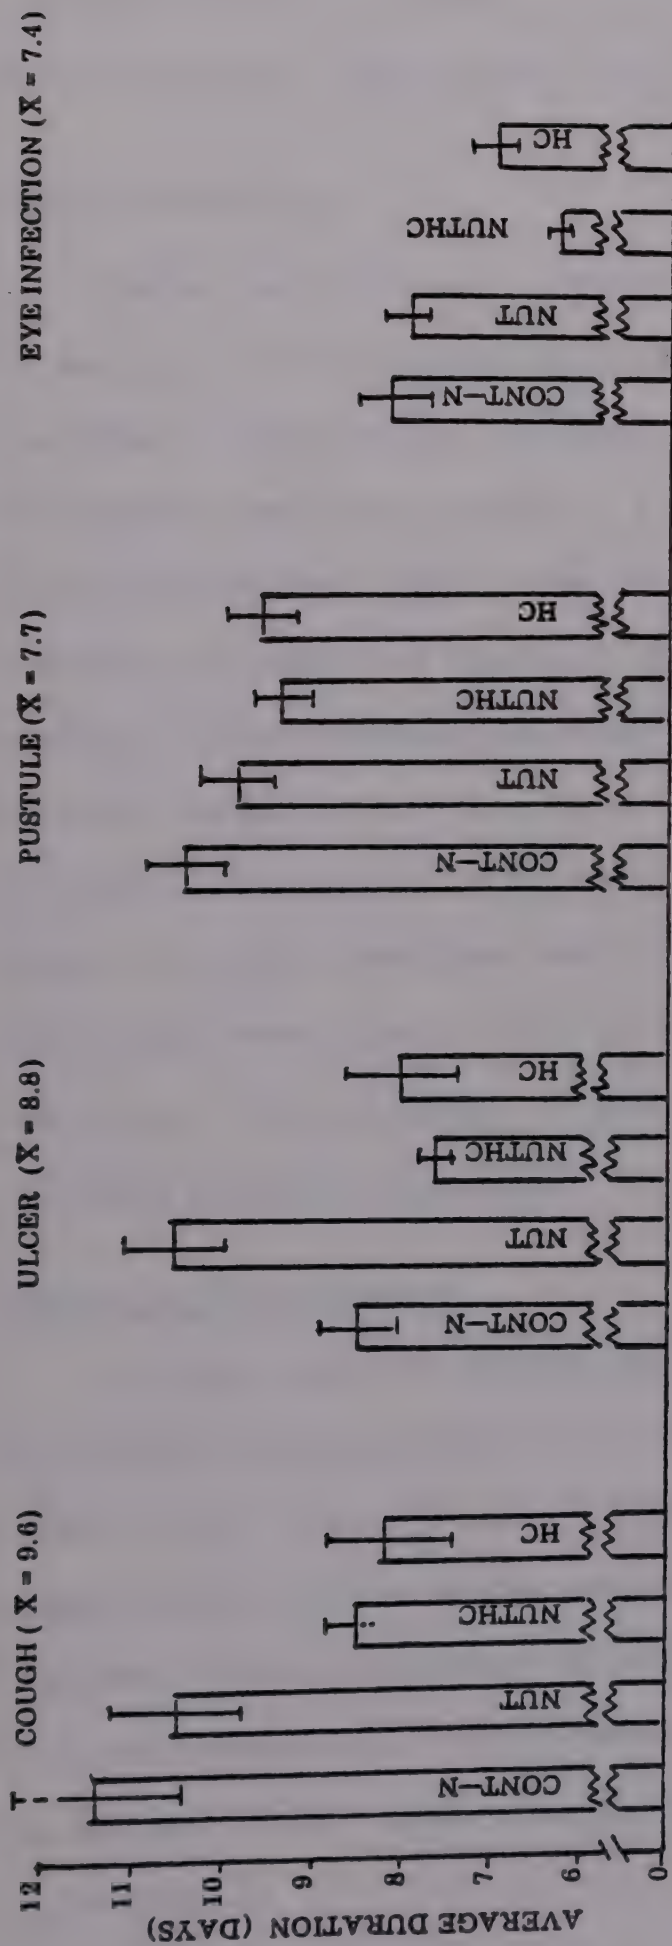 AVERAGE DURATION (DAYS)
12
11
10
9
8
7
6
0
COUGH ( X̄ = 9.6)
CONT-N
NUT
NUTHC
HC
ULCER (X̄ = 8.8)
CONT-N
NUT
NUTHC
HC
PUSTULE (X̄ = 7.7)
CONT-N
NUT
NUTHC
HC
EYE INFECTION (X̄ = 7.4)
CONT-N
NUT
NUTHC
HC